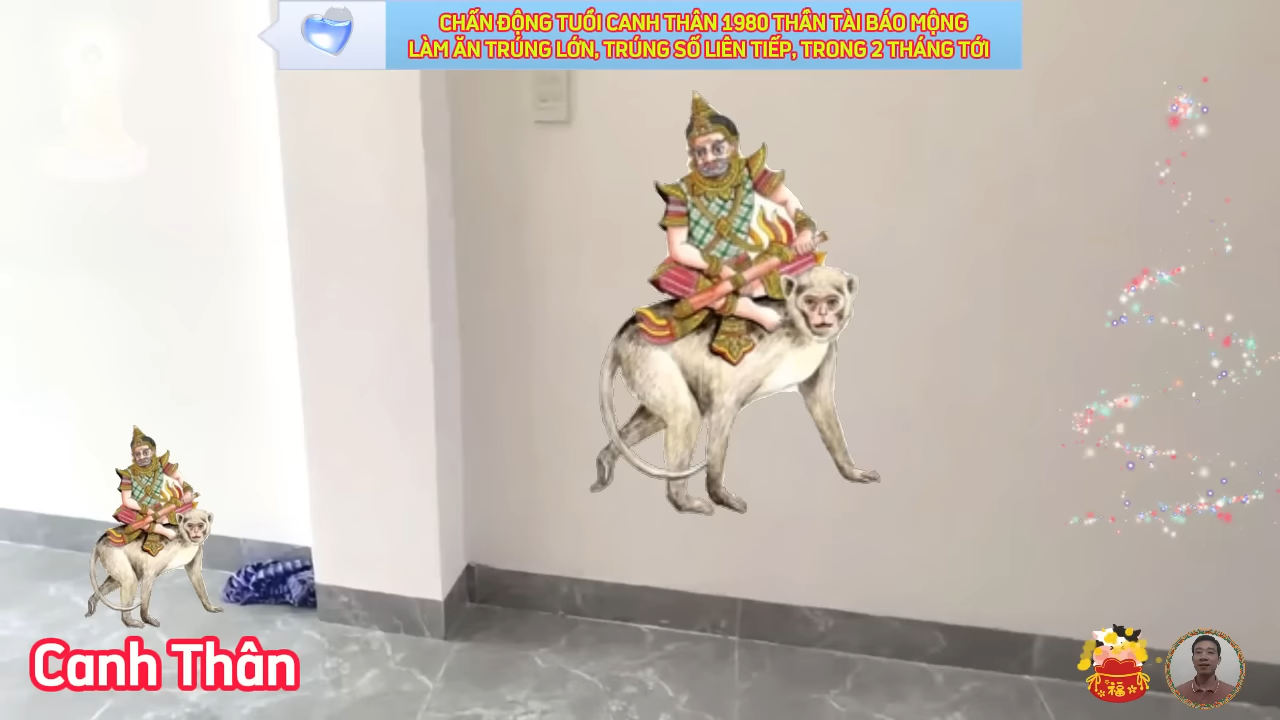 CHẤN ĐỘNG TUỔI CANH THÂN 1980 THẦN TÀI BÁO MỘNG
LÀM ĂN TRÚNG LỚN, TRÚNG SỐ LIÊN TIẾP, TRONG 2 THÁNG TỚI
Canh Thân
福